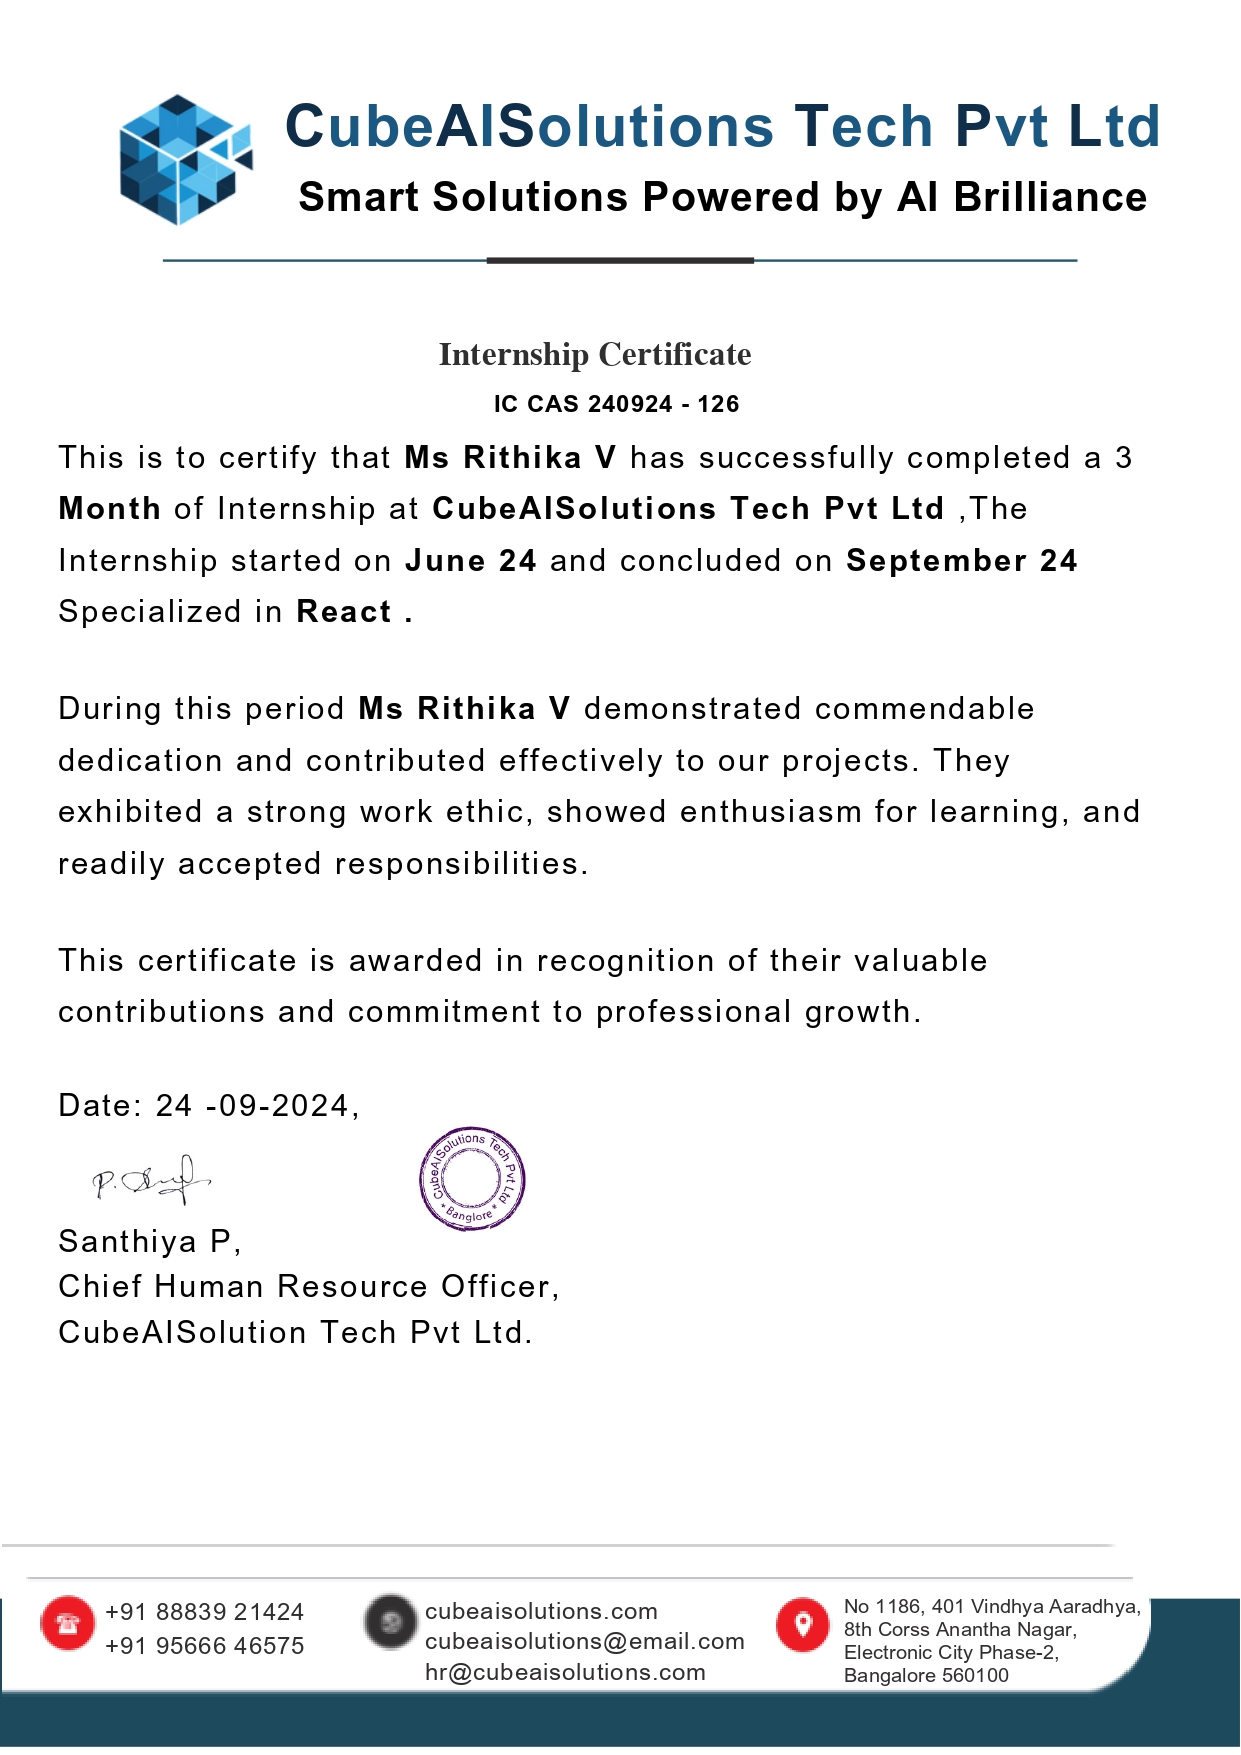 CubeAISolutions Tech Pvt Ltd
Smart Solutions Powered by AI Brilliance
Internship Certificate
IC CAS 240924 - 126
This is to certify that Ms Rithika V has successfully completed a 3
Month of Internship at CubeAISolutions Tech Pvt Ltd ,The
Internship started on June 24 and concluded on September 24
Specialized in React .
During this period Ms Rithika V demonstrated commendable
dedication and contributed effectively to our projects. They
exhibited a strong work ethic, showed enthusiasm for learning, and
readily accepted responsibilities.
This certificate is awarded in recognition of their valuable
contributions and commitment to professional growth.
Date: 24 -09-2024,
CubeAISolutions Tech Pvt Ltd
* Banglore *
Santhiya P,
Chief Human Resource Officer,
CubeAISolution Tech Pvt Ltd.
+91 88839 21424
+91 95666 46575
cubeaisolutions.com
cubeaisolutions@email.com
hr@cubeaisolutions.com
No 1186, 401 Vindhya Aaradhya,
8th Corss Anantha Nagar,
Electronic City Phase-2,
Bangalore 560100